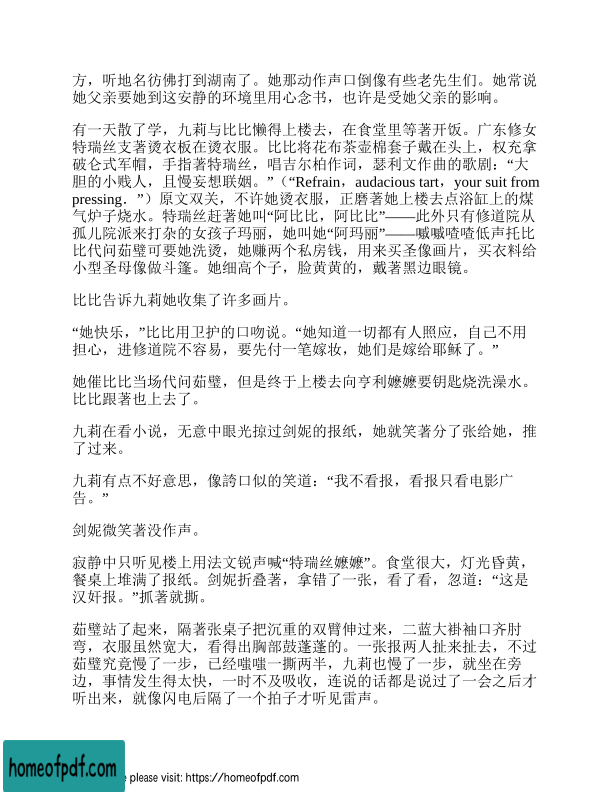 方，听地名彷佛打到湖南了。她那动作声口倒像有些老先生们。她常说
她父亲要她到这安静的环境里用心念书，也许是受她父亲的影响。
有一天散了学，九莉与比比懒得上楼去，在食堂里等著开饭。广东修女
特瑞丝支著烫衣板在烫衣服。比比将花布茶壶棉套子戴在头上，权充拿
破仑式军帽，手指著特瑞丝，唱吉尔柏作词，瑟利文作曲的歌剧：“大
胆的小贱人，且慢妄想联姻。”（“Refrain，audacious tart，your suit from
pressing．”）原文双关，不许她烫衣服，正磨著她上楼去点浴缸上的煤
气炉子烧水。特瑞丝赶著她叫“阿比比，阿比比”——此外只有修道院从
孤儿院派来打杂的女孩子玛丽，她叫她“阿玛丽”——嘁嘁喳喳低声托比
比代问茹璧可要她洗烫，她赚两个私房钱，用来买圣像画片，买衣料给
小型圣母像做斗篷。她细高个子，脸黄黄的，戴著黑边眼镜。
比比告诉九莉她收集了许多画片。
“她快乐，”比比用卫护的口吻说。“她知道一切都有人照应，自己不用
担心，进修道院不容易，要先付一笔嫁妆，她们是嫁给耶稣了。”
她催比比当场代问茹璧，但是终于上楼去向亨利嬷嬷要钥匙烧洗澡水。
比比跟著也上去了。
九莉在看小说，无意中眼光掠过剑妮的报纸，她就笑著分了张给她，推
了过来。
九莉有点不好意思，像誇口似的笑道：“我不看报，看报只看电影广
告。”
剑妮微笑著没作声。
寂静中只听见楼上用法文锐声喊“特瑞丝嬷嬷”。食堂很大，灯光昏黄，
餐桌上堆满了报纸。剑妮折叠著，拿错了一张，看了看，忽道：“这是
汉奸报。”抓著就撕。
茹璧站了起来，隔著张桌子把沉重的双臂伸过来，二蓝大褂袖口齐肘
弯，衣服虽然宽大，看得出胸部鼓蓬蓬的。一张报两人扯来扯去，不过
茹璧究竟慢了一步，已经嗤嗤一撕两半，九莉也慢了一步，就坐在旁
边，事情发生得太快，一时不及吸收，连说的话都是说过了一会之后才
听出来，就像闪电后隔了一个拍子才听见雷声。
homeofpdf.com
please visit: https://homeofpdf.com